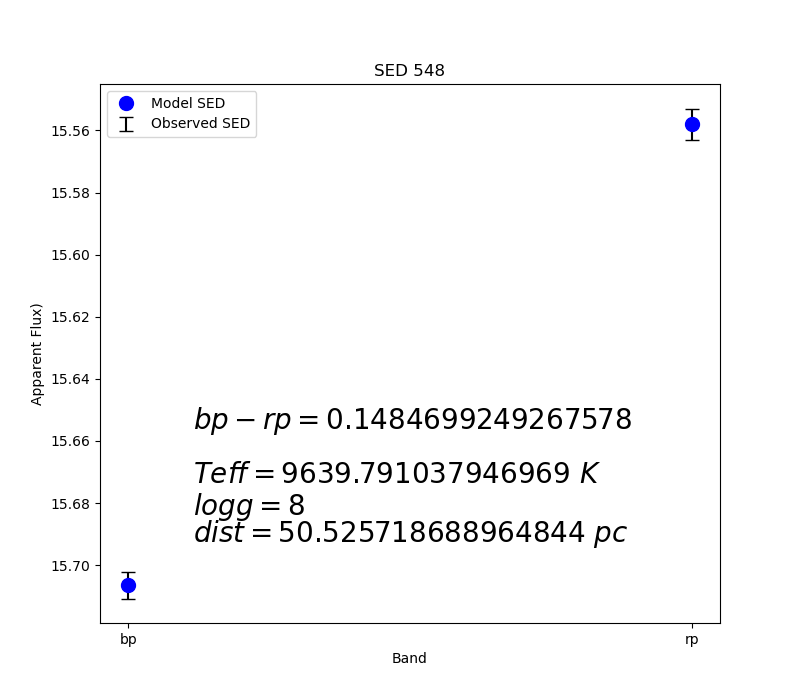 SED 548
Model SED
Observed SED
15.56
15.58
15.60
15.62
15.64
15.66
15.68
15.70
Apparent Flux)
bp − rp = 0.1484699249267578
Teff = 9639.791037946969 K
logg = 8
dist = 50.525718688964844 pc
bp
rp
Band